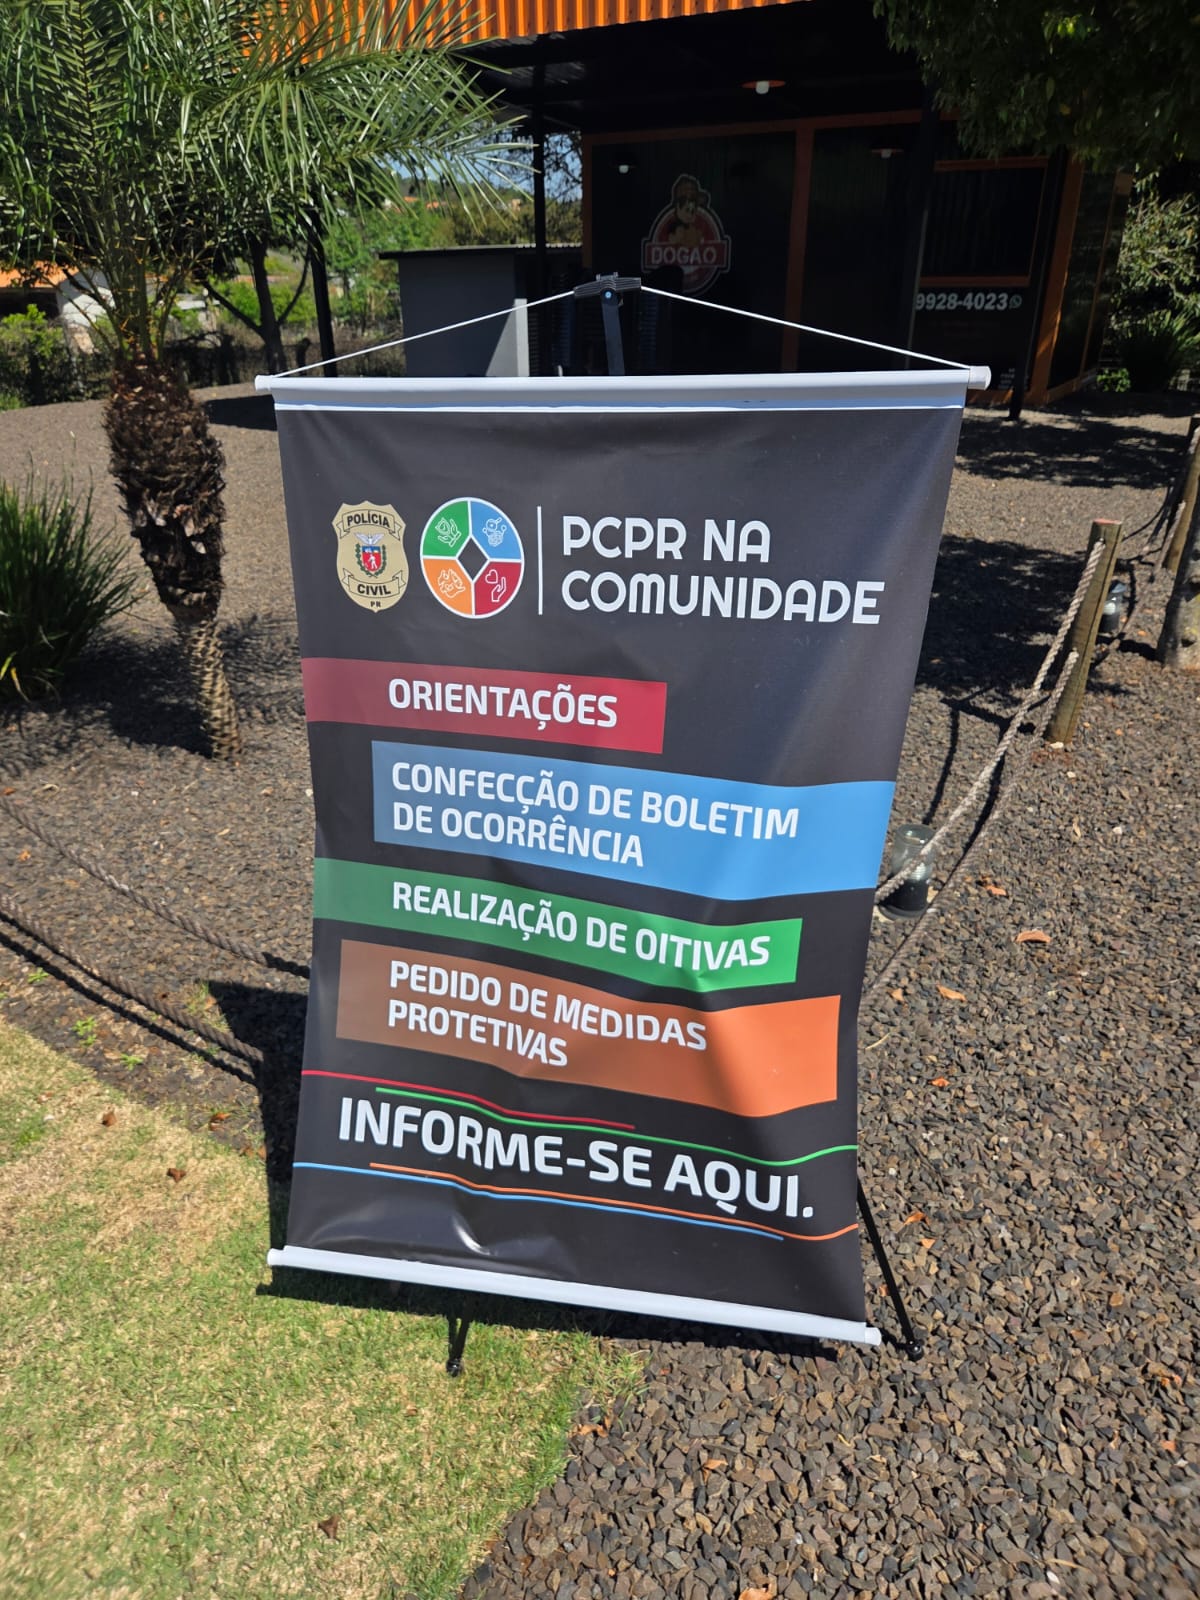 DOGÃO
9928-4023
POLÍCIA
CIVIL
PR
PCPR NA
COMUNIDADE
ORIENTAÇÕES
CONFECÇÃO DE BOLETIM
DE OCORRÊNCIA
REALIZAÇÃO DE OITIVAS
PEDIDO DE MEDIDAS
PROTETIVAS
INFORME-SE AQUI.